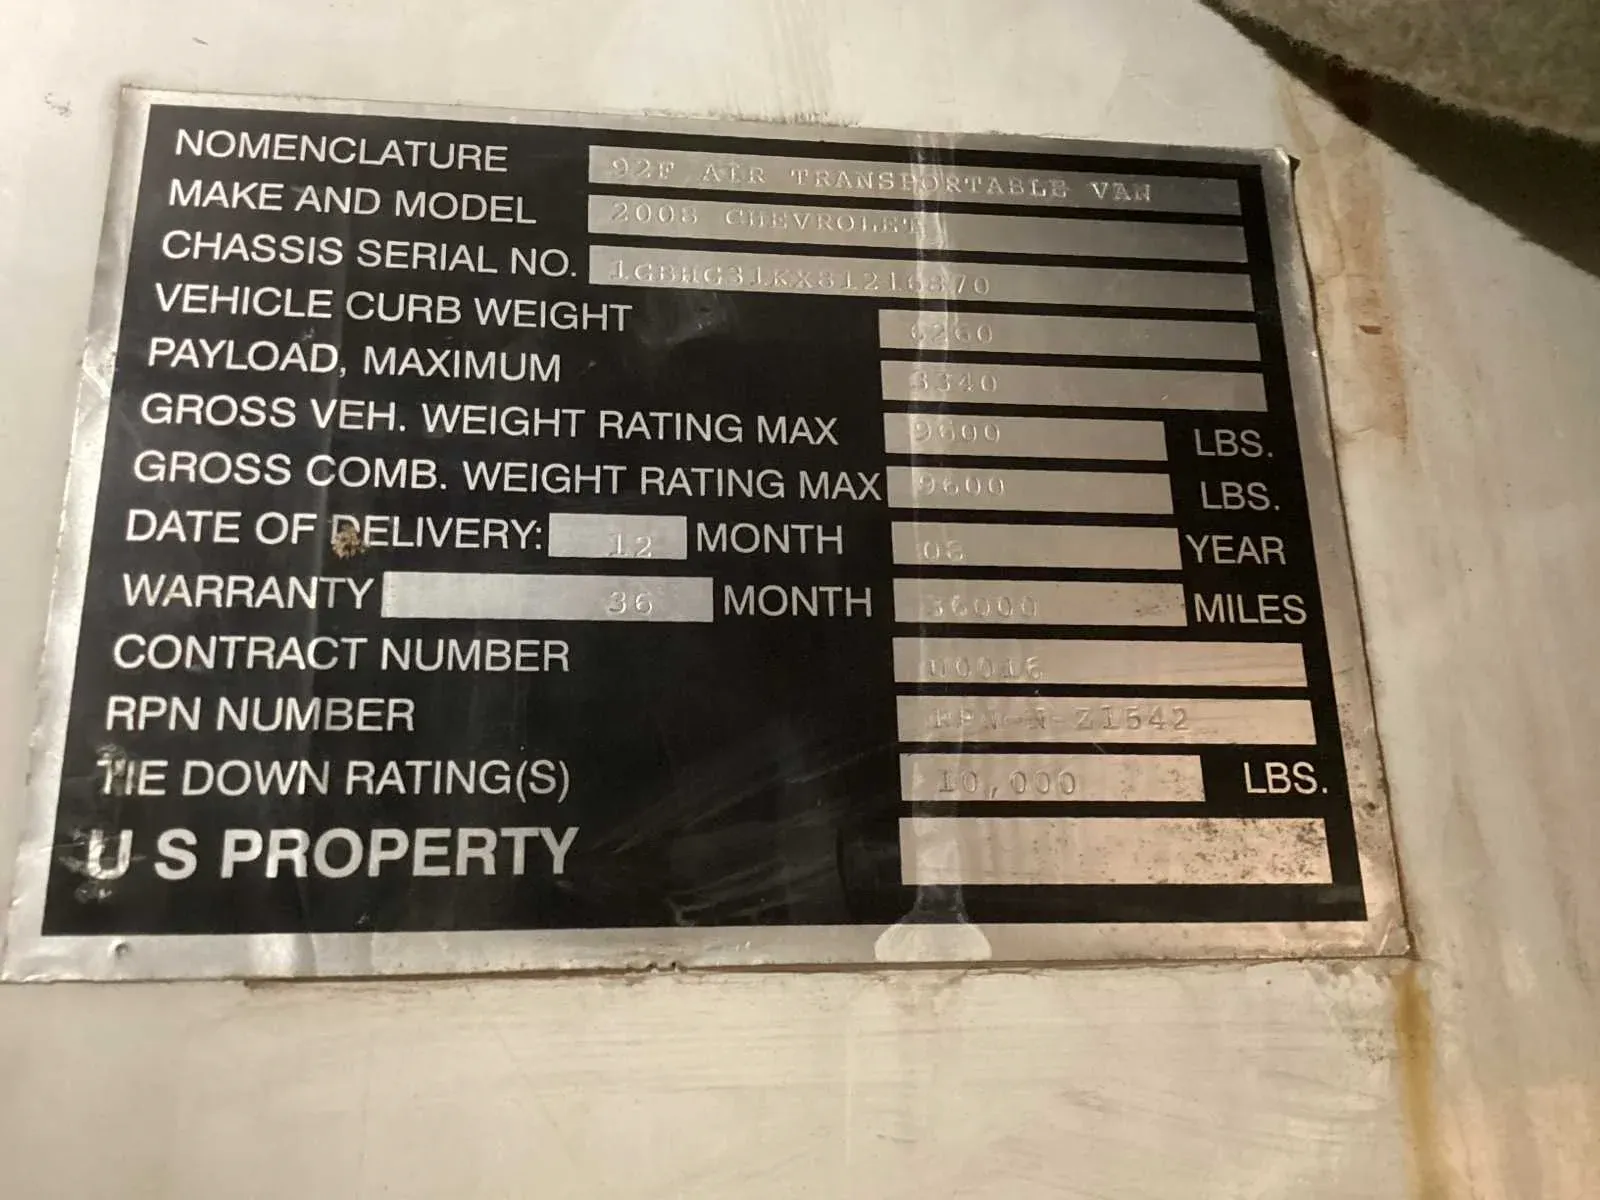 NOMENCLATURE 92F AIR TRANSPORTABLE VAN
MAKE AND MODEL 2008 CHEVROLET
CHASSIS SERIAL NO. 1GBHG31KX81216870
VEHICLE CURB WEIGHT 6260
PAYLOAD, MAXIMUM 3340
GROSS VEH. WEIGHT RATING MAX 9600 LBS.
GROSS COMB. WEIGHT RATING MAX 9600 LBS.
DATE OF DELIVERY: 12 MONTH 08 YEAR
WARRANTY 36 MONTH 36000 MILES
CONTRACT NUMBER
RPN NUMBER RPN-N-Z1542
TIE DOWN RATING(S) 10,000 LBS.
U S PROPERTY